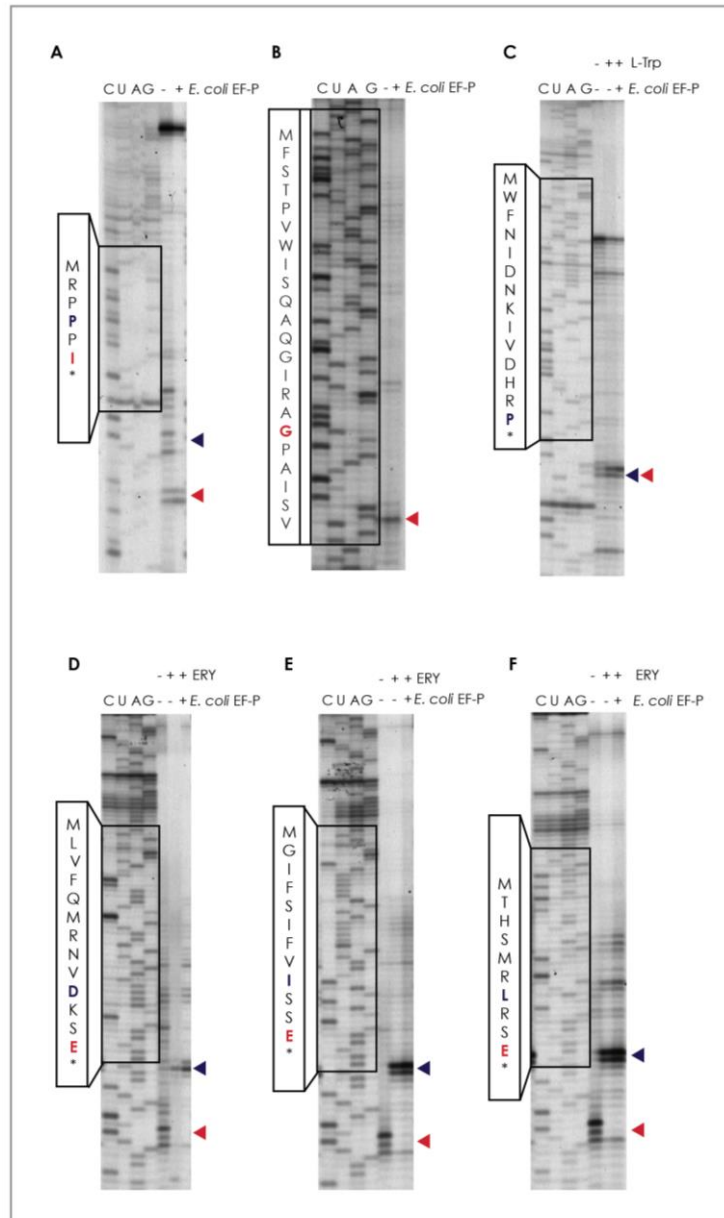 A
C U A G - + E. coli EF-P
M
R
P
P
P
I
*
B
C U A G - + E. coli EF-P
M
F
S
T
P
V
W
I
S
Q
A
Q
G
I
R
A
G
P
A
I
S
V
C
- + + L-Trp
C U A G - - + E. coli EF-P
M
W
F
N
I
D
N
K
I
V
D
H
R
P
*
D
- + + ERY
C U A G - - + E. coli EF-P
M
L
V
F
Q
M
R
N
V
D
K
S
E
*
E
- + + ERY
C U A G - - + E. coli EF-P
M
G
I
F
S
I
F
V
I
S
S
E
*
F
- + + ERY
C U A G - - + E. coli EF-P
M
T
H
S
M
R
L
R
S
E
*